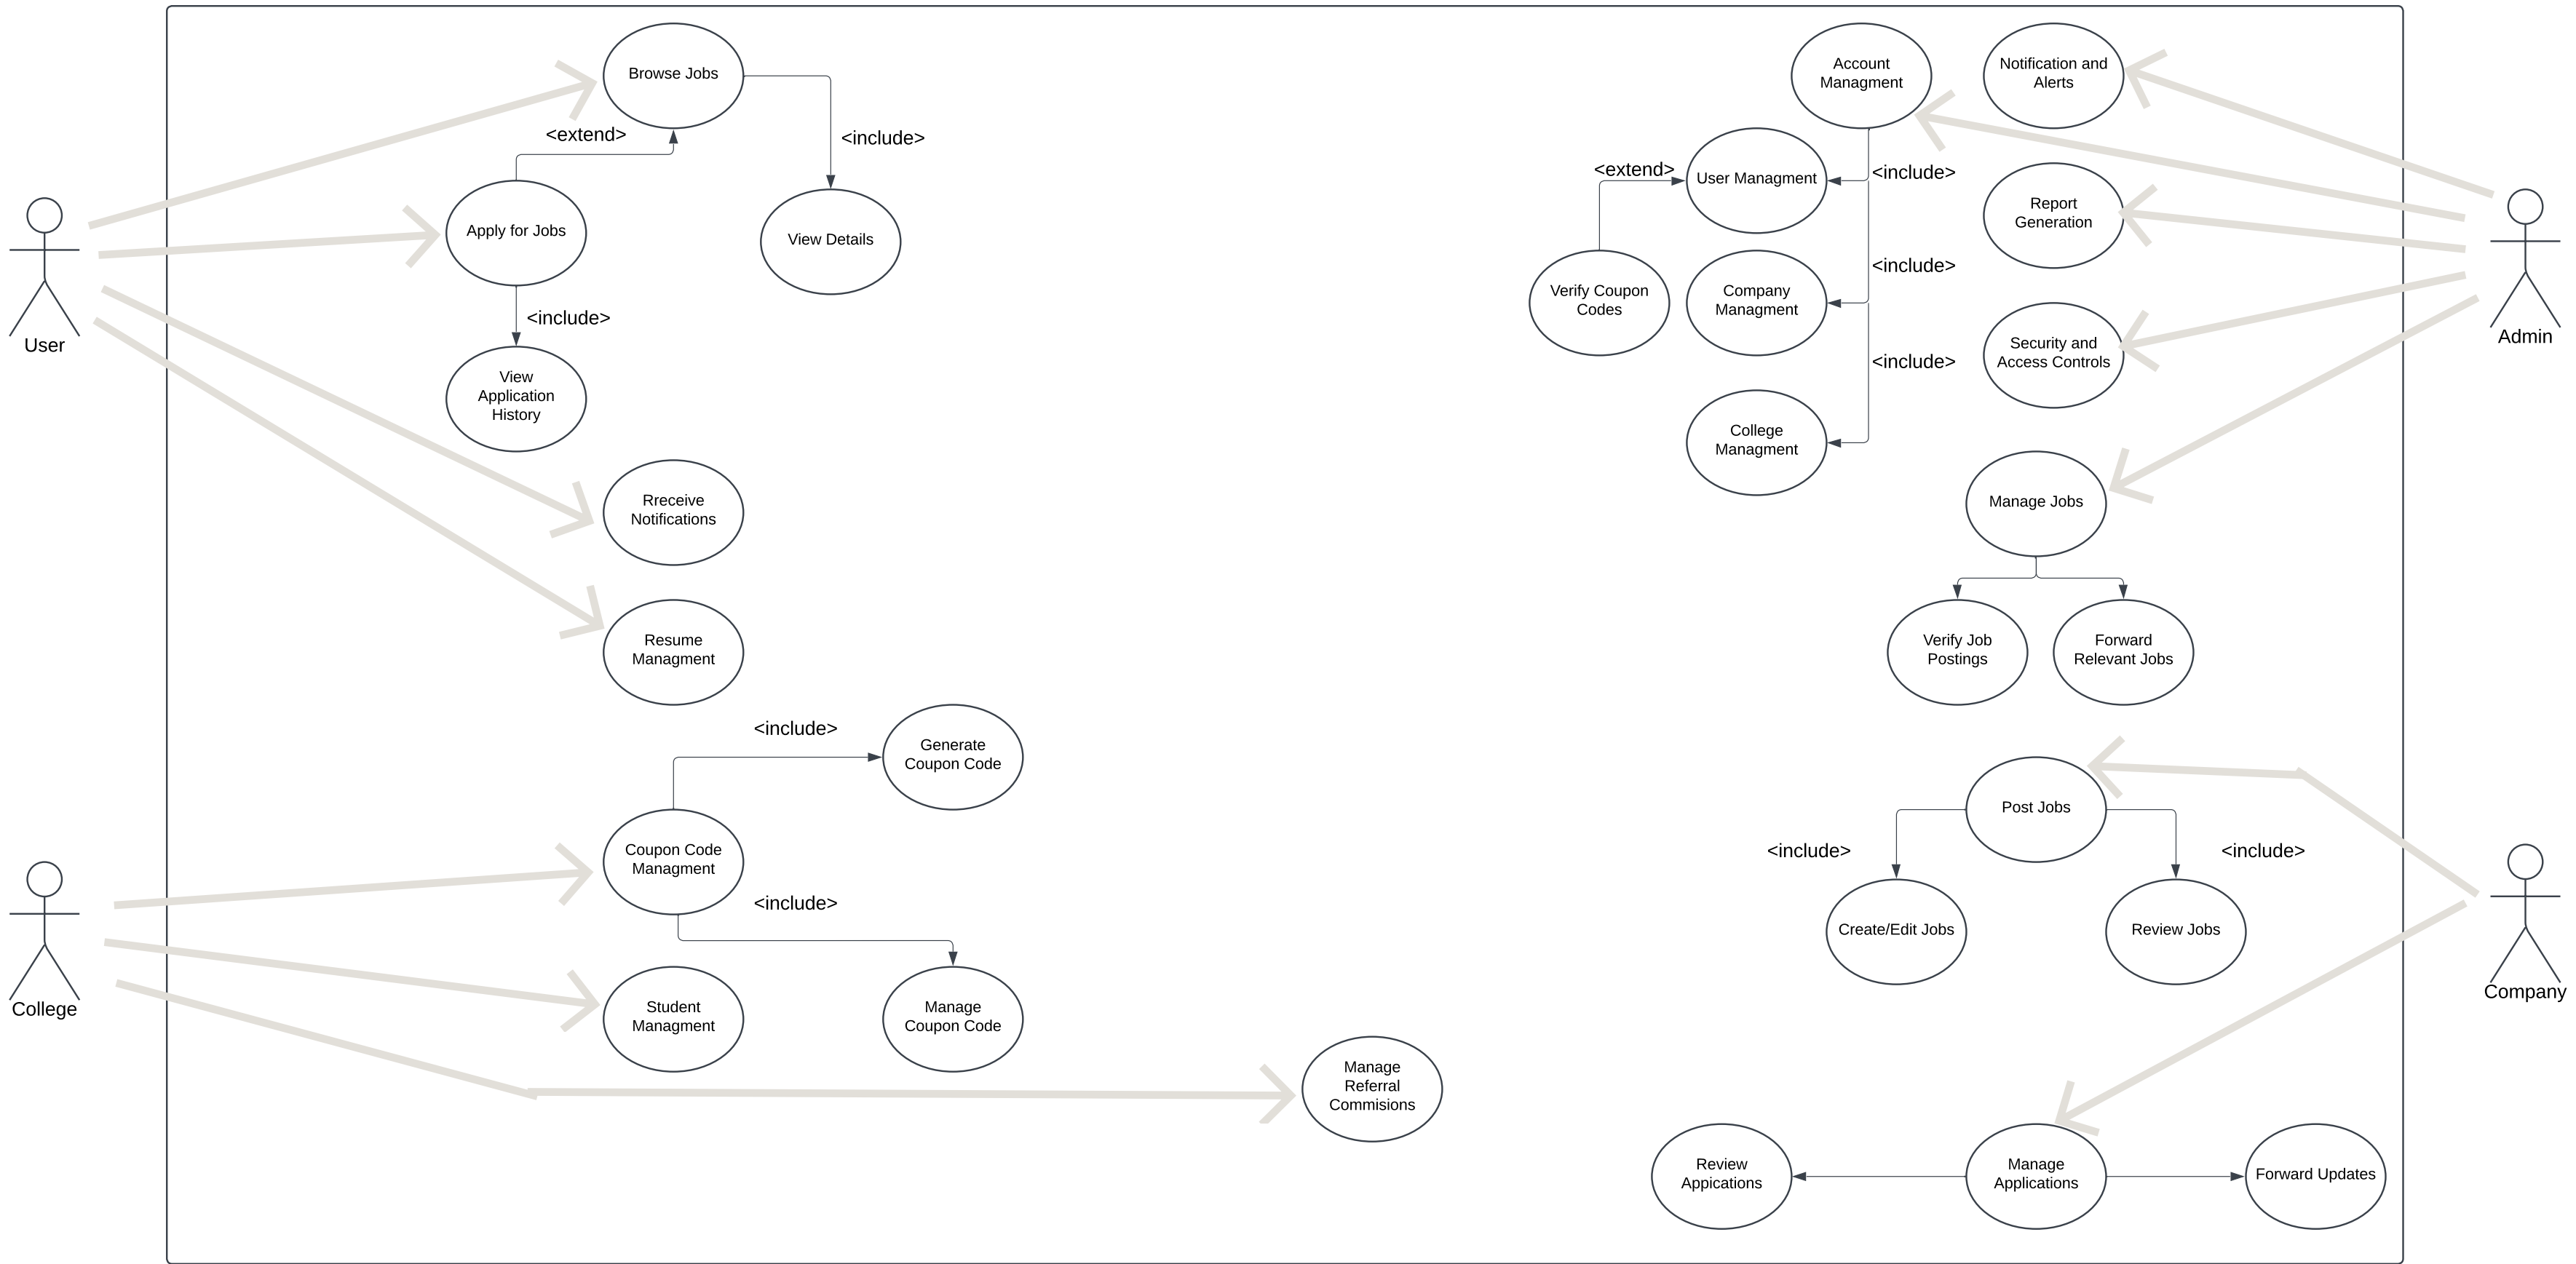 Browse Jobs
<extend>
<include>
Apply for Jobs
View Details
<include>
View
Application
History
User
Rreceive
Notifications
Resume
Managment
<include>
Generate
Coupon Code
Coupon Code
Managment
<include>
Student
Managment
Manage
Coupon Code
College
Manage
Referral
Commisions
Account
Managment
Notification and
Alerts
<extend>
User Managment
<include>
Report
Generation
Verify Coupon
Codes
Company
Managment
<include>
Security and
Access Controls
<include>
College
Managment
Admin
Manage Jobs
Verify Job
Postings
Forward
Relevant Jobs
Post Jobs
<include>
<include>
Create/Edit Jobs
Review Jobs
Company
Review
Appications
Manage
Applications
Forward Updates